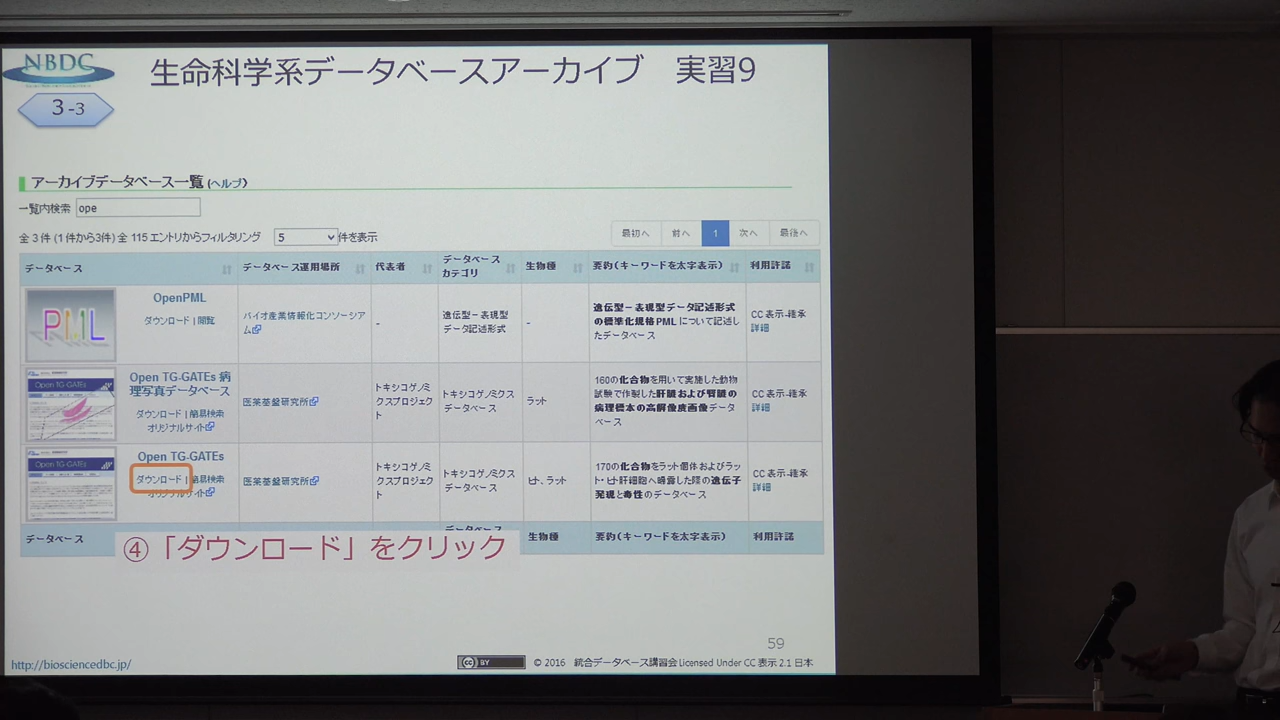 NBDC
生命科学系データベースアーカイブ　実習9
3-3
アーカイブデータベース一覧 (ヘルプ)
一覧内検索 ope
全 3 件 (1 件から3件) 全 115 エントリからフィルタリング 5 件を表示
最初へ 前へ 1 次へ 最後へ
データベース データベース運用場所 代表者 データベースカテゴリ 生物種 要約(キーワードを太字表示) 利用許諾
PML
OpenPML
ダウンロード | 閲覧
バイオ産業情報化コンソーシアム
-
遺伝型－表現型
データ記述形式
-
遺伝型－表現型データ記述形式
の標準化規格PMLについて記述し
たデータベース
CC 表示-継承
詳細
Open TG-GATEs
Open TG-GATEs 病
理写真データベース
ダウンロード | 簡易検索
オリジナルサイト
医薬基盤研究所
トキシコゲノミ
クスプロジェク
ト
トキシコゲノミクス
データベース
ラット
160の化合物を用いて実施した動物
試験で作製した肝臓および腎臓の
病理標本の高解像度画像データ
ベース
CC 表示-継承
詳細
Open TG-GATEs
Open TG-GATEs
ダウンロード | 簡易検索
オリジナルサイト
医薬基盤研究所
トキシコゲノミ
クスプロジェク
ト
トキシコゲノミクス
データベース
ヒト、ラット
170の化合物をラット個体およびラッ
ト・ヒト肝細胞へ曝露した際の遺伝子
発現と毒性のデータベース
CC 表示-継承
詳細
データベース データベース 生物種 要約(キーワードを太字表示) 利用許諾
④「ダウンロード」をクリック
59
http://biosciencedbc.jp/
cc BY © 2016　統合データベース講習会 Licensed Under CC 表示 2.1 日本